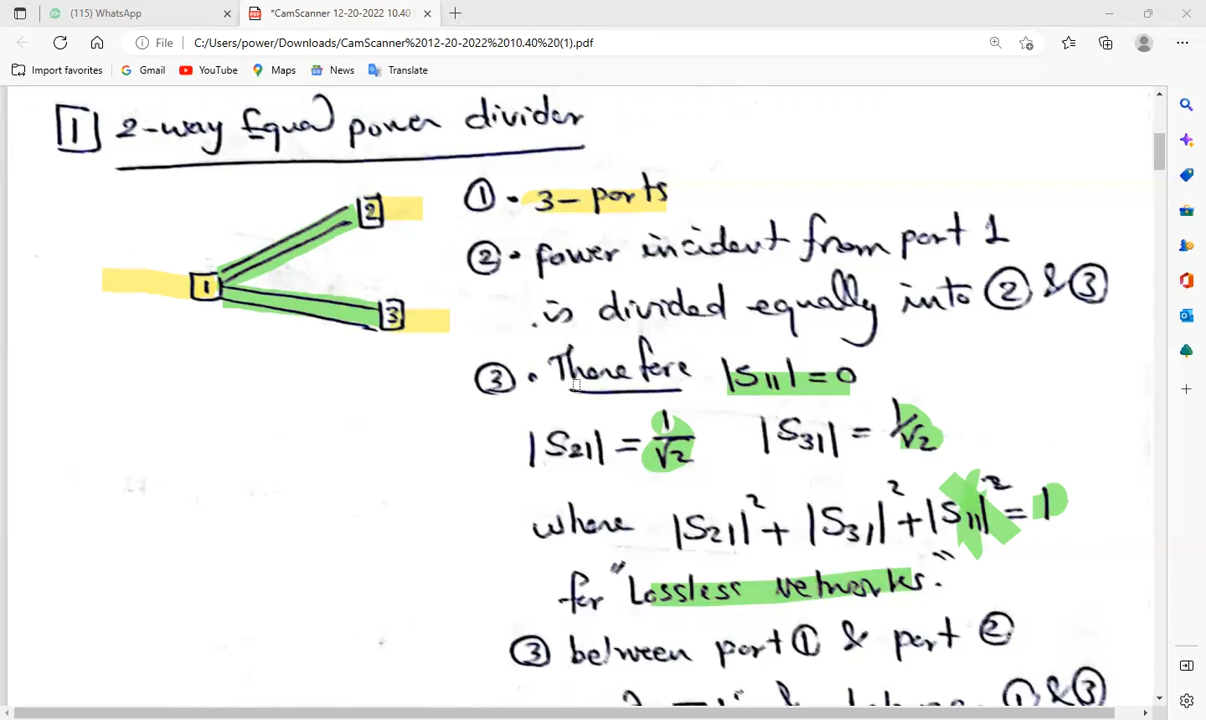 (115) WhatsApp
*CamScanner 12-20-2022 10.40
File C:/Users/power/Downloads/CamScanner%2012-20-2022%2010.40%20(1).pdf
Import favorites Gmail YouTube Maps News Translate
1 2-way Equal power divider
2
1
3
① • 3-ports
② • power incident from port 1
is divided equally into ② & ③
③ • Therefore |S11| = 0
|S21| = 1/√2 |S31| = 1/√2
where |S21|² + |S31|² + |S11|² = 1
for "Lossless networks."
③ between port ① & port ②
① & ③